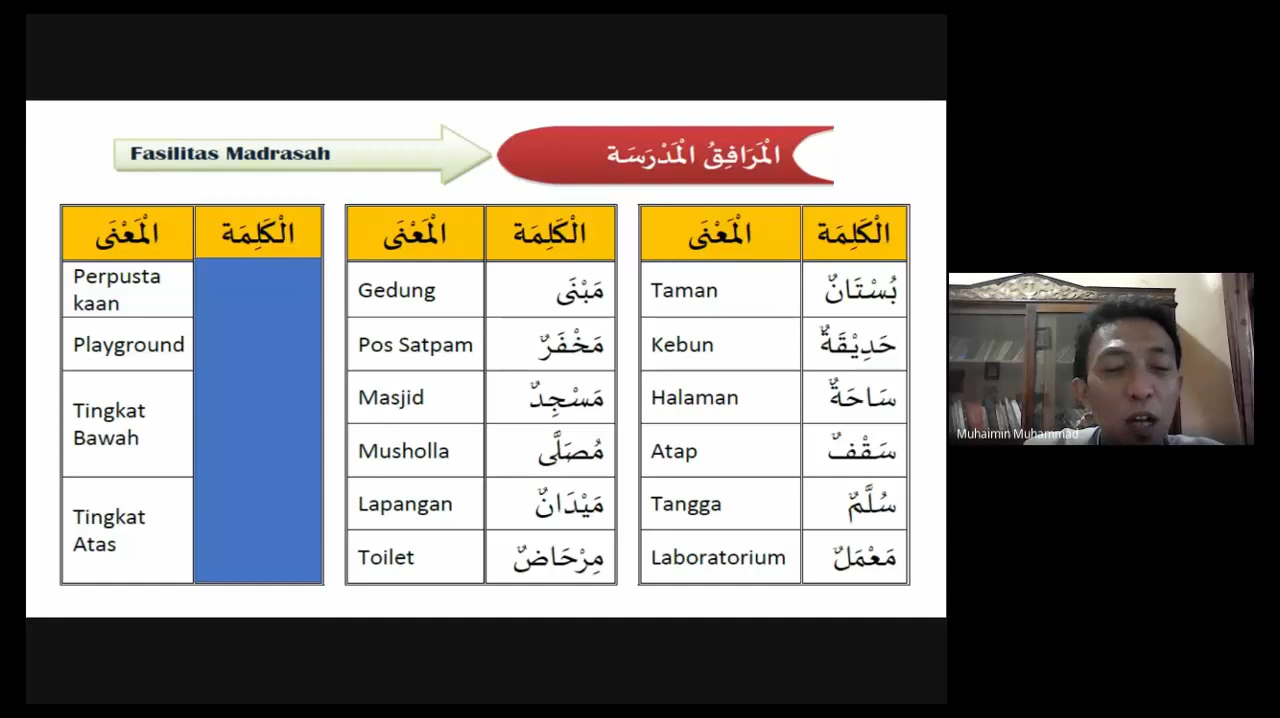 Fasilitas Madrasah
الْمَرَافِقُ الْمَدْرَسَة
الْكَلِمَة الْمَعْنَى
بُسْتَانٌ Taman
حَدِيْقَةٌ Kebun
سَاحَةٌ Halaman
سَقْفٌ Atap
سُلَّمٌ Tangga
مَعْمَلٌ Laboratorium
الْكَلِمَة الْمَعْنَى
مَبْنَى Gedung
مَخْفَرٌ Pos Satpam
مَسْجِدٌ Masjid
مُصَلَّى Musholla
مَيْدَانٌ Lapangan
مِرْحَاضٌ Toilet
الْكَلِمَة الْمَعْنَى
Perpusta
kaan
Playground
Tingkat
Bawah
Tingkat
Atas
Muhaimin Muhammad